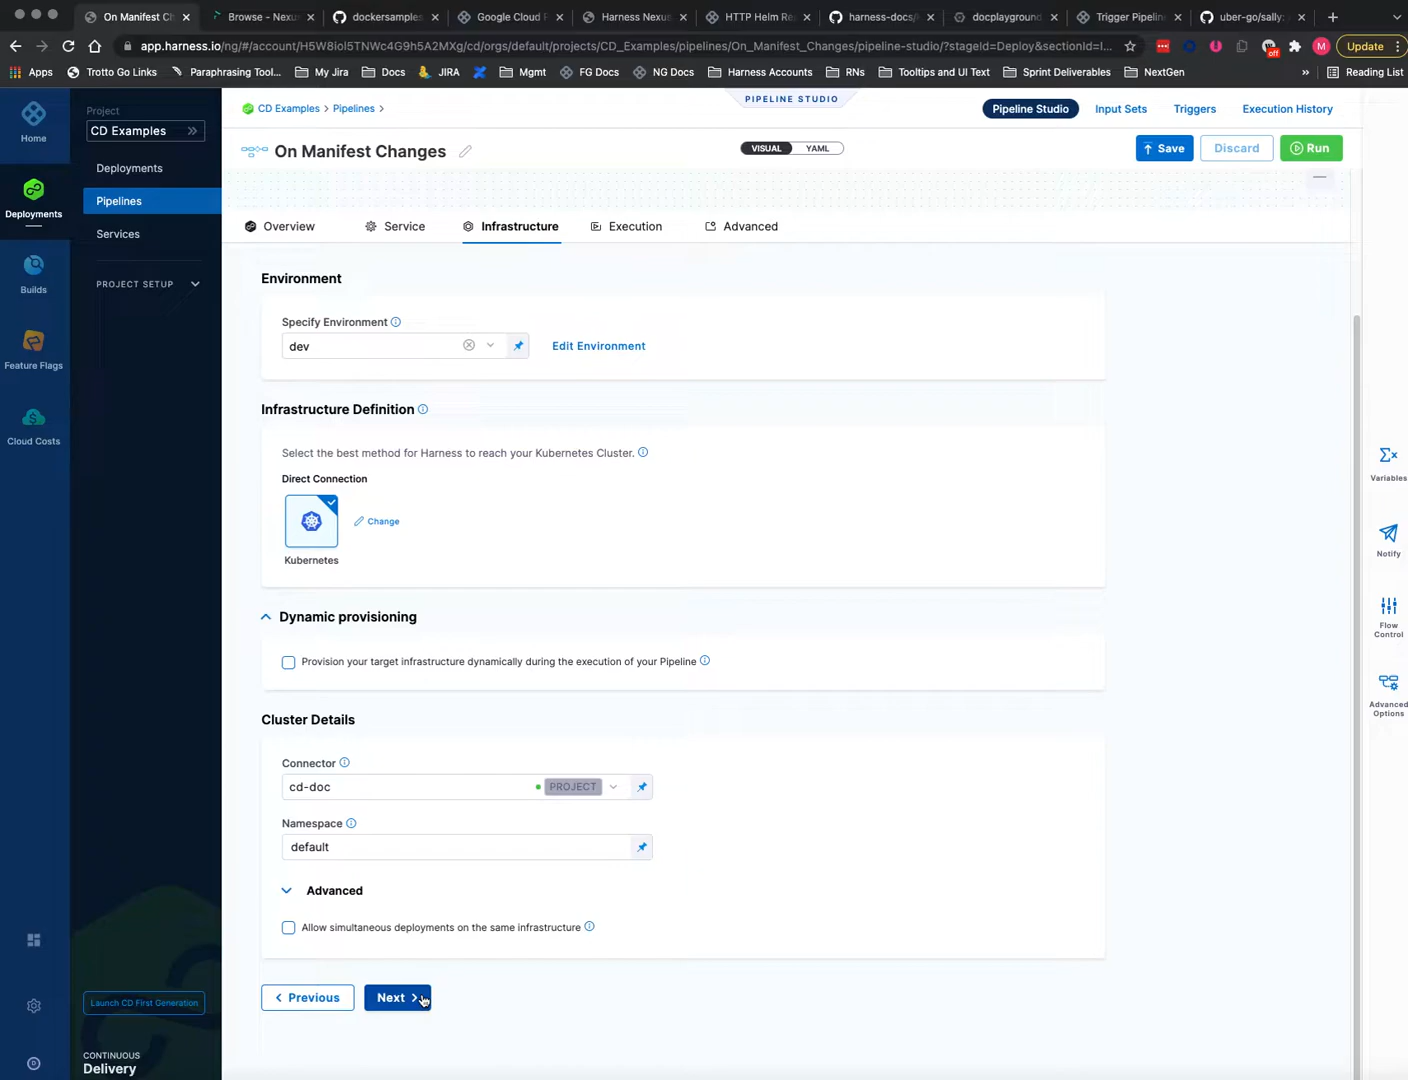 On Manifest Ch
Browse - Nexus
dockersamples
Google Cloud P
Harness Nexus
HTTP Helm Re
harness-docs/
docplayground
Trigger Pipelin
uber-go/sally:
app.harness.io/ng/#/account/H5W8iol5TNWc4G9h5A2MXg/cd/orgs/default/projects/CD_Examples/pipelines/On_Manifest_Changes/pipeline-studio/?stageId=Deploy&sectionId=I...
off
M
Update
Apps
Trotto Go Links
Paraphrasing Tool...
My Jira
Docs
JIRA
Mgmt
FG Docs
NG Docs
Harness Accounts
RNs
Tooltips and UI Text
Sprint Deliverables
NextGen
»
Reading List
Home
Deployments
Builds
Feature Flags
Cloud Costs
Project
CD Examples »
Deployments
Pipelines
Services
PROJECT SETUP
Launch CD First Generation
CONTINUOUS
Delivery
CD Examples > Pipelines >
PIPELINE STUDIO
Pipeline Studio
Input Sets
Triggers
Execution History
On Manifest Changes
VISUAL
YAML
Save
Discard
Run
Overview
Service
Infrastructure
Execution
Advanced
Environment
Specify Environment
dev
Edit Environment
Infrastructure Definition
Select the best method for Harness to reach your Kubernetes Cluster.
Direct Connection
Change
Kubernetes
Dynamic provisioning
Provision your target infrastructure dynamically during the execution of your Pipeline
Cluster Details
Connector
cd-doc
PROJECT
Namespace
default
Advanced
Allow simultaneous deployments on the same infrastructure
< Previous
Next >
Variables
Notify
Flow
Control
Advanced
Options